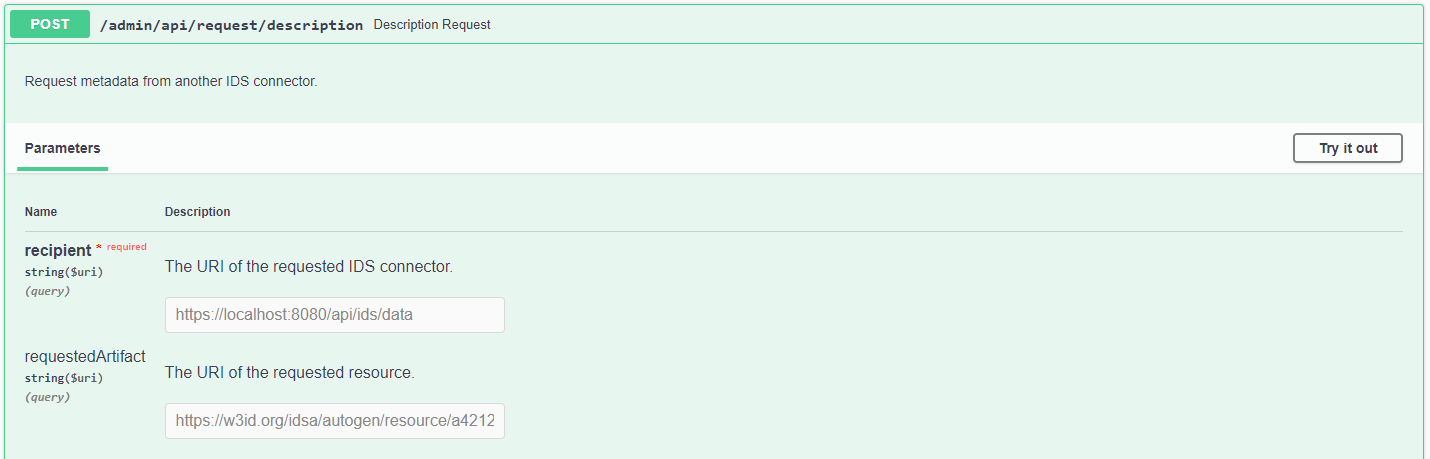 POST /admin/api/request/description Description Request
Request metadata from another IDS connector.
Parameters Try it out
Name Description
recipient * required
string($uri)
(query)
The URI of the requested IDS connector.
https://localhost:8080/api/ids/data
requestedArtifact
string($uri)
(query)
The URI of the requested resource.
https://w3id.org/idsa/autogen/resource/a4212